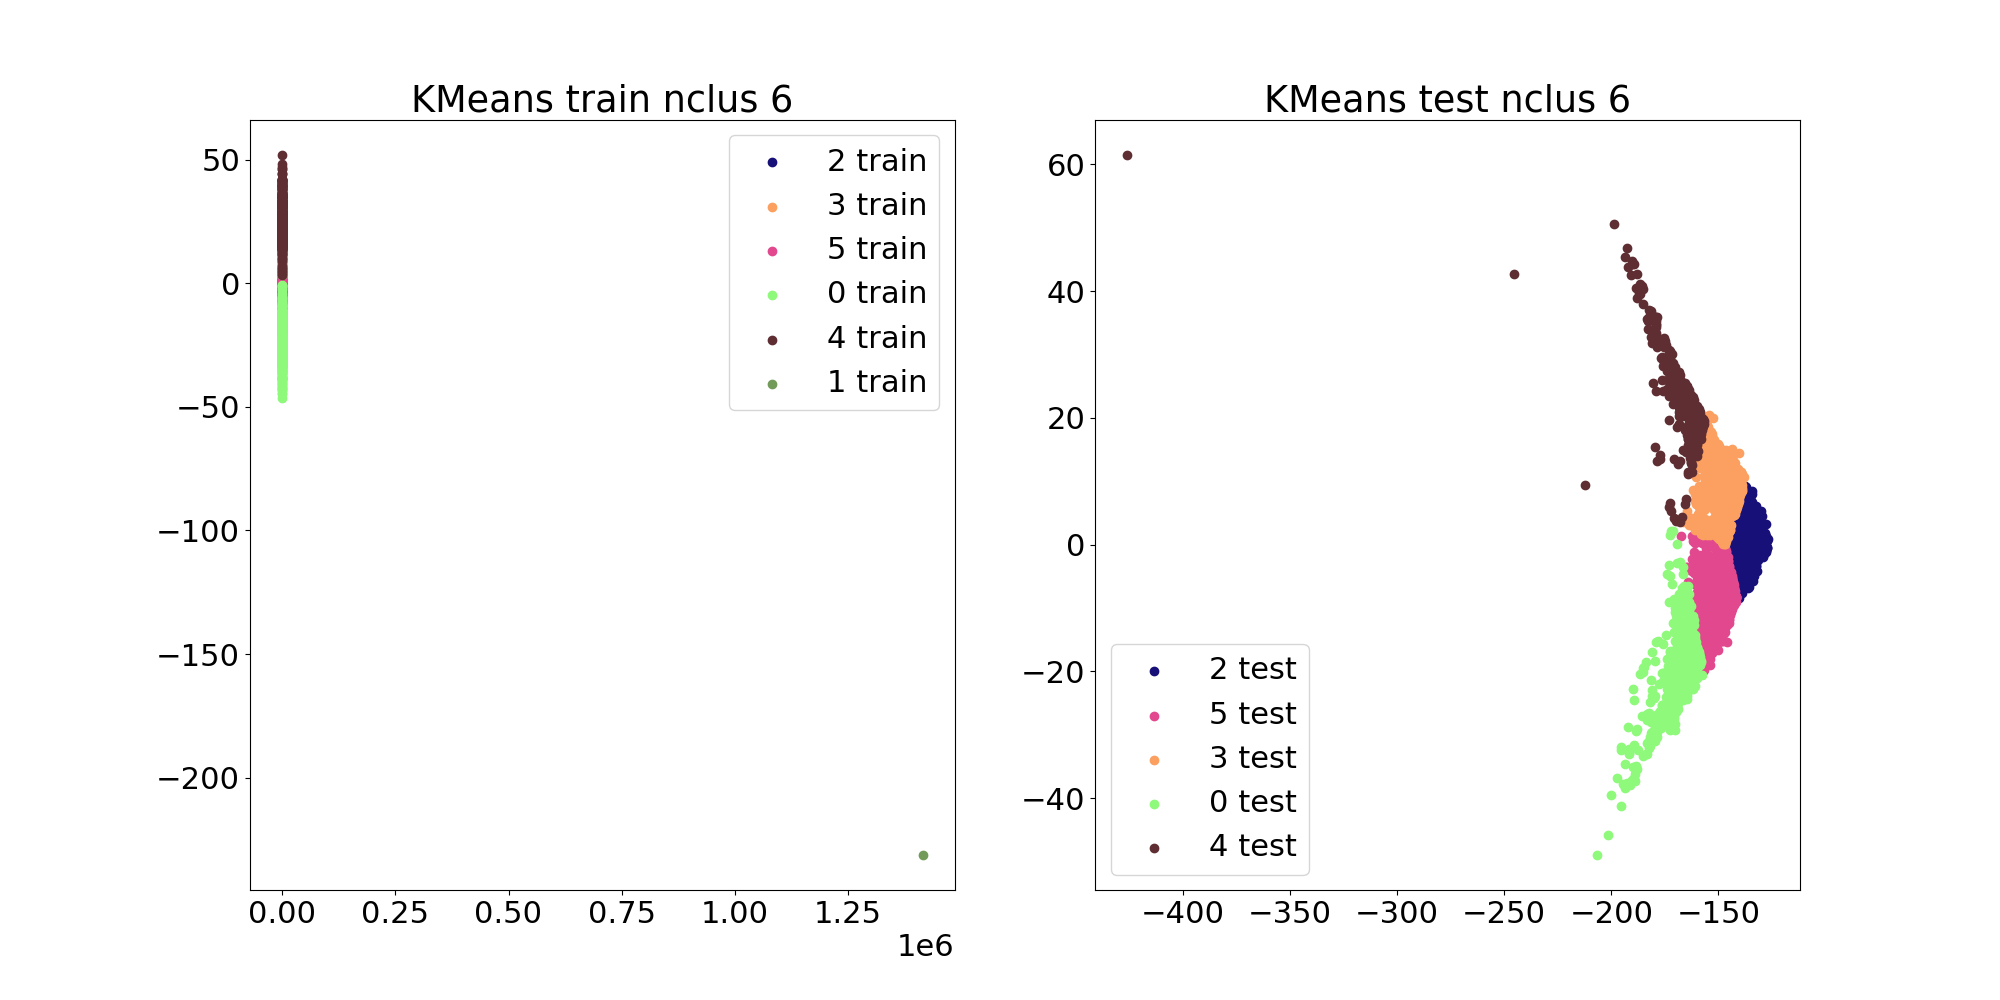 KMeans train nclus 6
50
0
−50
−100
−150
−200
0.00 0.25 0.50 0.75 1.00 1.25
1e6
2 train
3 train
5 train
0 train
4 train
1 train
KMeans test nclus 6
60
40
20
0
−20
−40
−400 −350 −300 −250 −200 −150
2 test
5 test
3 test
0 test
4 test